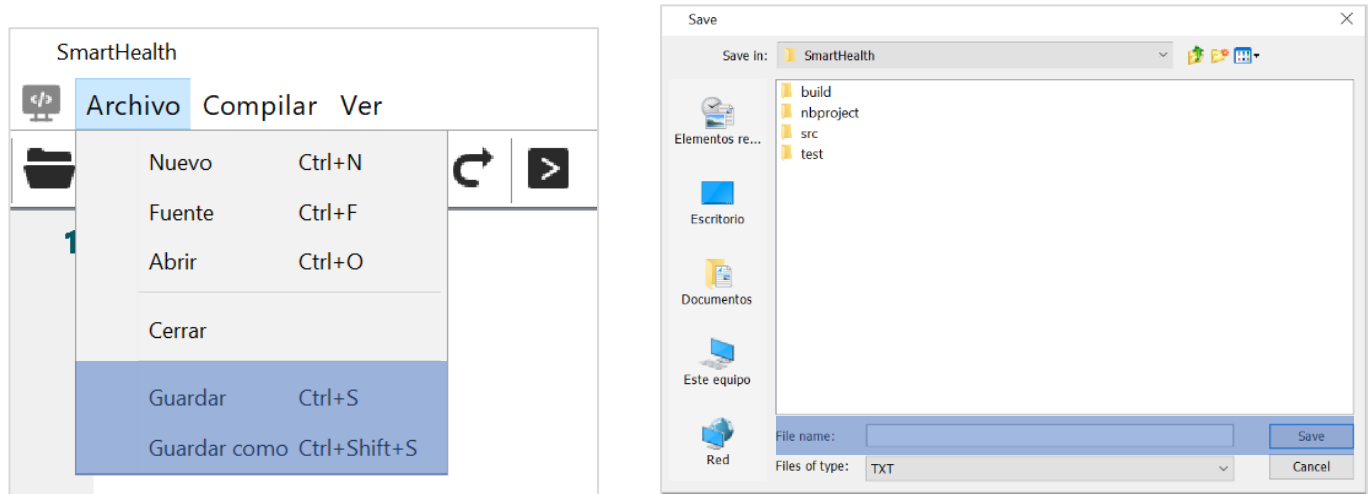 SmartHealth
</>
Archivo Compilar Ver
>
Nuevo Ctrl+N
Fuente Ctrl+F
1
Abrir Ctrl+O
Cerrar
Guardar Ctrl+S
Guardar como Ctrl+Shift+S
Save
Save in: SmartHealth
build
nbproject
src
test
Elementos re...
Escritorio
Documentos
Este equipo
Red
File name: Save
Files of type: TXT Cancel